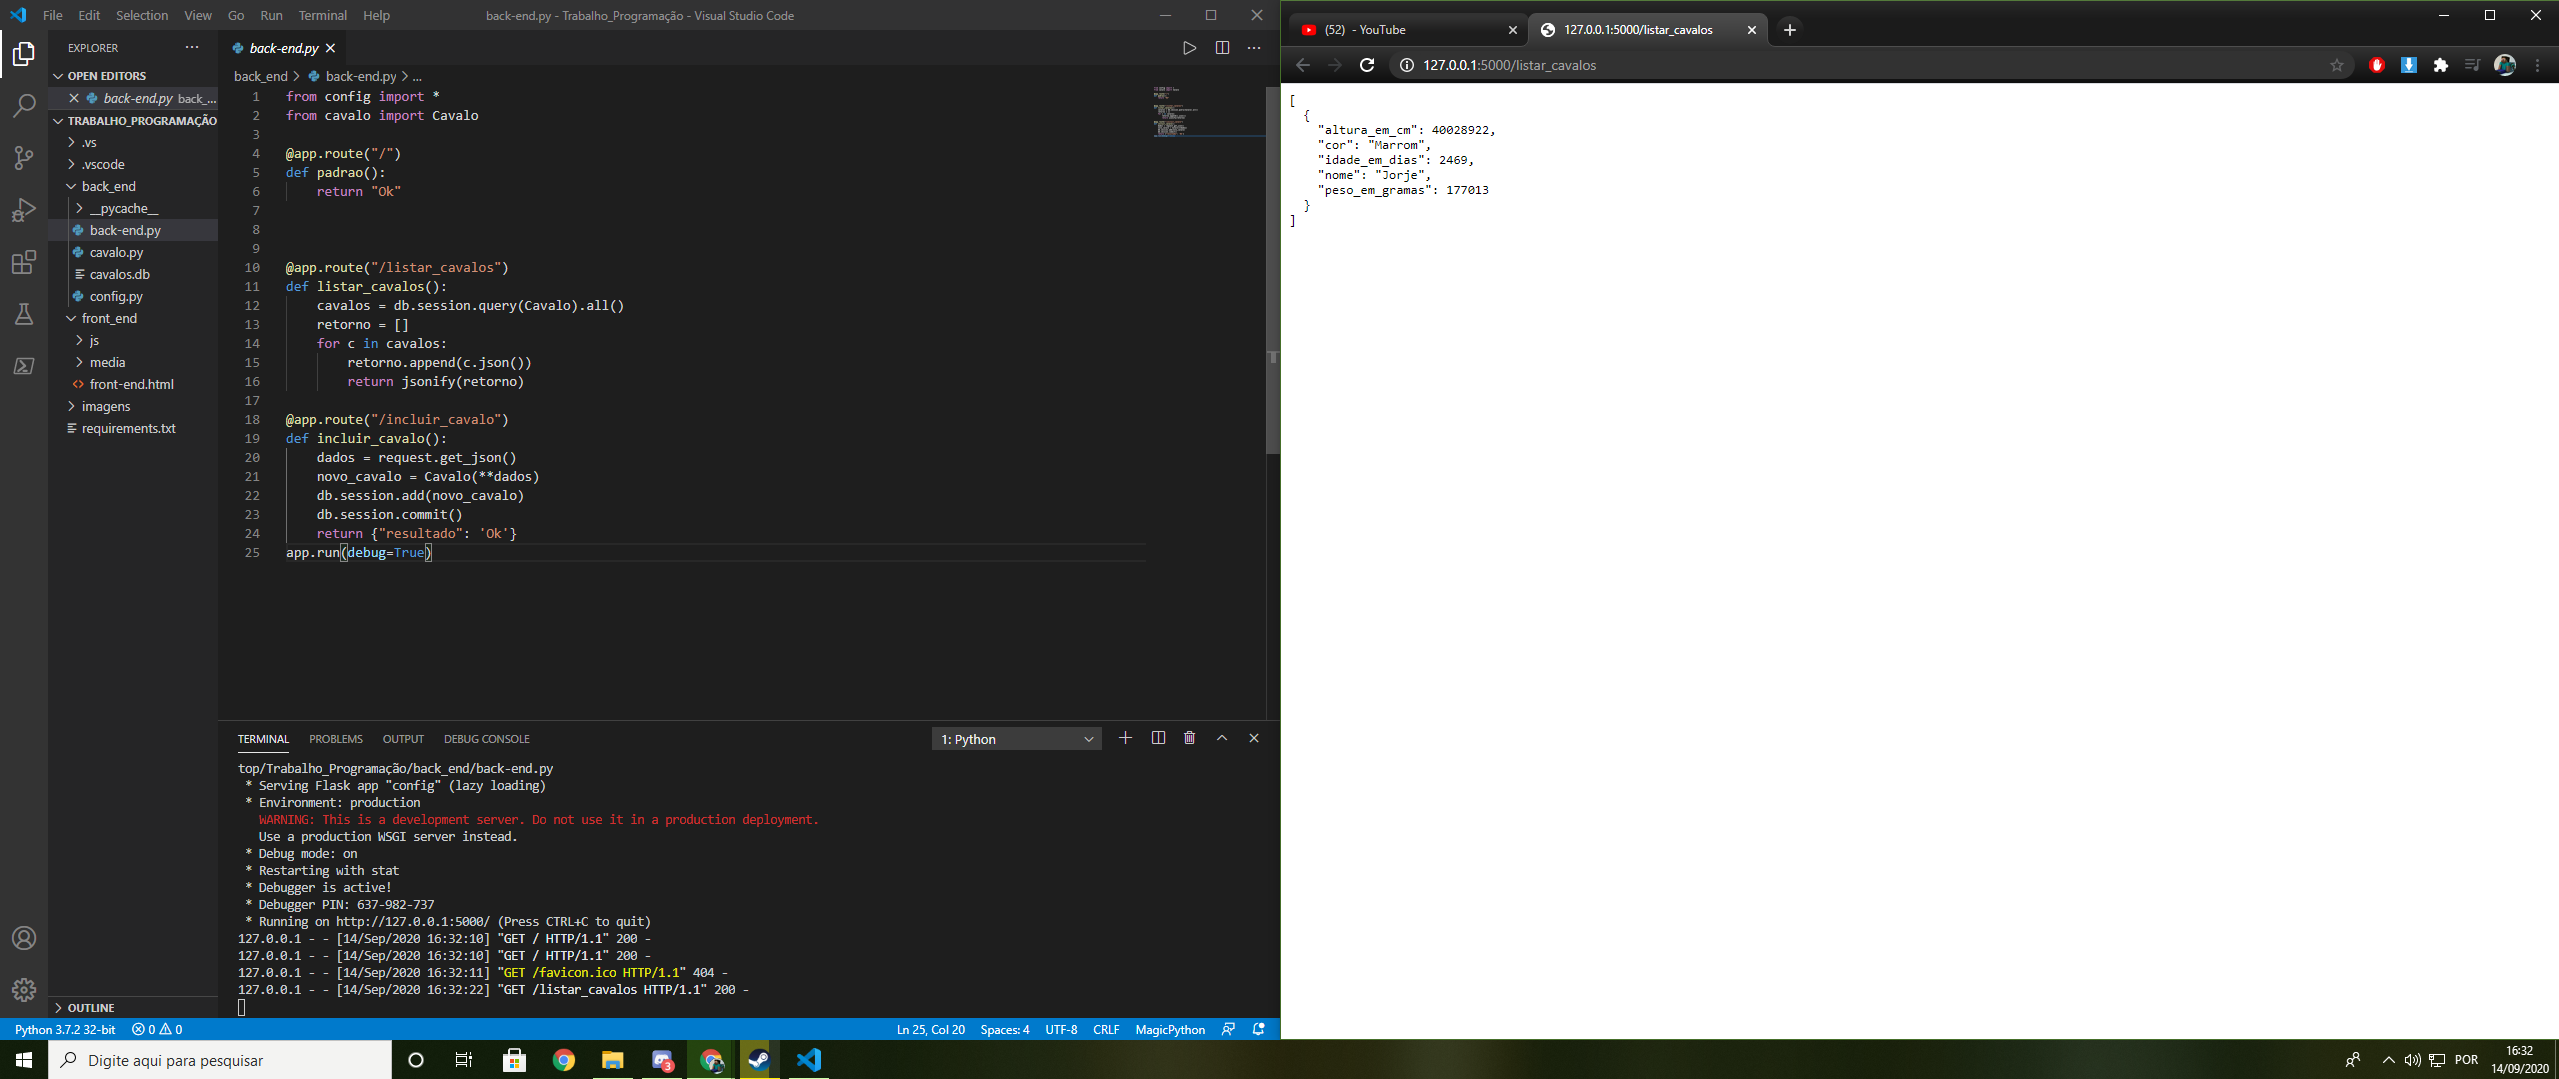 File Edit Selection View Go Run Terminal Help
back-end.py - Trabalho_Programação - Visual Studio Code
EXPLORER
OPEN EDITORS
back-end.py back_...
TRABALHO_PROGRAMAÇÃO
.vs
.vscode
back_end
__pycache__
back-end.py
cavalo.py
cavalos.db
config.py
front_end
js
media
front-end.html
imagens
requirements.txt
OUTLINE
back-end.py
back_end > back-end.py > ...
1 from config import *
2 from cavalo import Cavalo
3
4 @app.route("/")
5 def padrao():
6 return "Ok"
7
8
9
10 @app.route("/listar_cavalos")
11 def listar_cavalos():
12 cavalos = db.session.query(Cavalo).all()
13 retorno = []
14 for c in cavalos:
15 retorno.append(c.json())
16 return jsonify(retorno)
17
18 @app.route("/incluir_cavalo")
19 def incluir_cavalo():
20 dados = request.get_json()
21 novo_cavalo = Cavalo(**dados)
22 db.session.add(novo_cavalo)
23 db.session.commit()
24 return {"resultado": 'Ok'}
25 app.run(debug=True)
TERMINAL PROBLEMS OUTPUT DEBUG CONSOLE
1: Python
top/Trabalho_Programação/back_end/back-end.py
* Serving Flask app "config" (lazy loading)
* Environment: production
WARNING: This is a development server. Do not use it in a production deployment.
Use a production WSGI server instead.
* Debug mode: on
* Restarting with stat
* Debugger is active!
* Debugger PIN: 637-982-737
* Running on http://127.0.0.1:5000/ (Press CTRL+C to quit)
127.0.0.1 - - [14/Sep/2020 16:32:10] "GET / HTTP/1.1" 200 -
127.0.0.1 - - [14/Sep/2020 16:32:10] "GET / HTTP/1.1" 200 -
127.0.0.1 - - [14/Sep/2020 16:32:11] "GET /favicon.ico HTTP/1.1" 404 -
127.0.0.1 - - [14/Sep/2020 16:32:22] "GET /listar_cavalos HTTP/1.1" 200 -
Python 3.7.2 32-bit 0 0
Ln 25, Col 20 Spaces: 4 UTF-8 CRLF MagicPython
(52) - YouTube
127.0.0.1:5000/listar_cavalos
127.0.0.1:5000/listar_cavalos
[
{
"altura_em_cm": 40028922,
"cor": "Marrom",
"idade_em_dias": 2469,
"nome": "Jorje",
"peso_em_gramas": 177013
}
]
Digite aqui para pesquisar
3
POR
16:32
14/09/2020